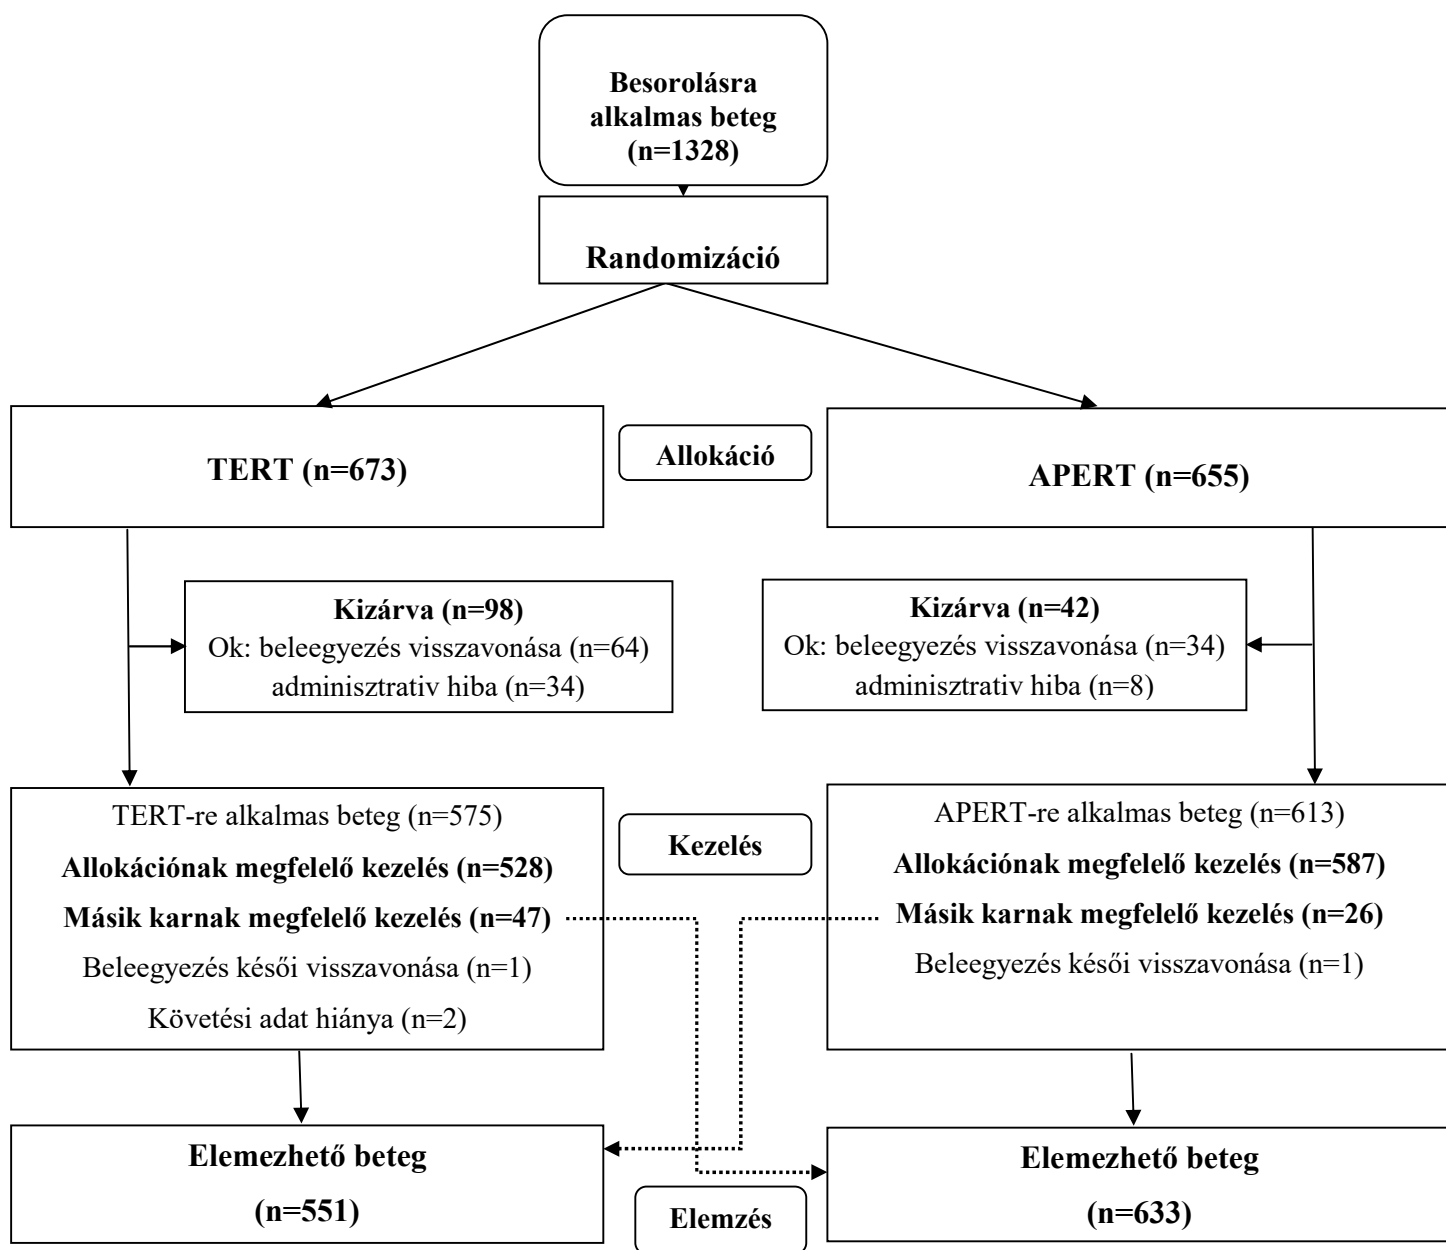 Besorolásra
alkalmas beteg
(n=1328)
Randomizáció
TERT (n=673)
Allokáció
APERT (n=655)
Kizárva (n=98)
Ok: beleegyezés visszavonása (n=64)
adminisztrativ hiba (n=34)
Kizárva (n=42)
Ok: beleegyezés visszavonása (n=34)
adminisztrativ hiba (n=8)
TERT-re alkalmas beteg (n=575)
Allokációnak megfelelő kezelés (n=528)
Másik karnak megfelelő kezelés (n=47)
Beleegyezés késői visszavonása (n=1)
Követési adat hiánya (n=2)
Kezelés
APERT-re alkalmas beteg (n=613)
Allokációnak megfelelő kezelés (n=587)
Másik karnak megfelelő kezelés (n=26)
Beleegyezés késői visszavonása (n=1)
Elemezhető beteg
(n=551)
Elemzés
Elemezhető beteg
(n=633)